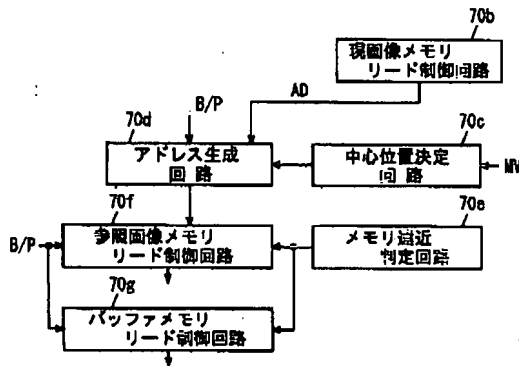 70b
現画像メモリ
リード制御回路
AD
B/P
70d
アドレス生成
回路
70c
中心位置決定
回路
MV
70f
参照画像メモリ
リード制御回路
B/P
70e
メモリ遠近
判定回路
70g
バッファメモリ
リード制御回路